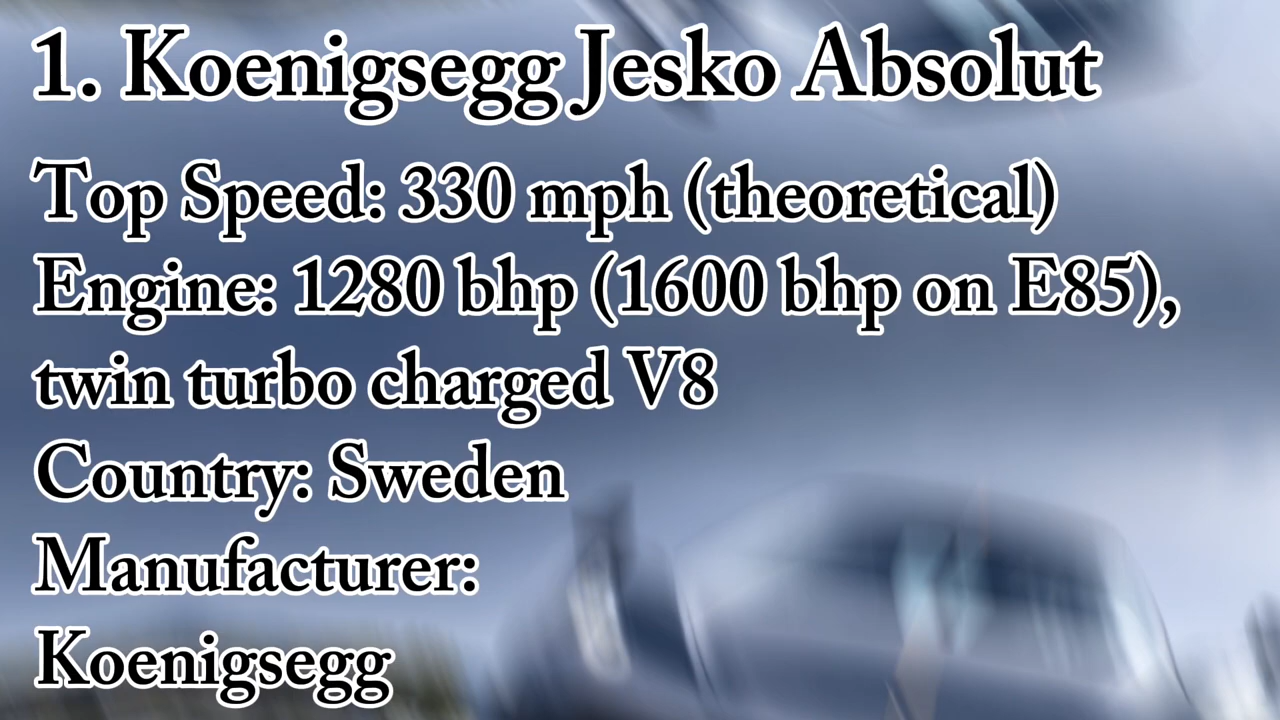 1. Koenigsegg Jesko Absolut
Top Speed: 330 mph (theoretical)
Engine: 1280 bhp (1600 bhp on E85),
twin turbo charged V8
Country: Sweden
Manufacturer:
Koenigsegg